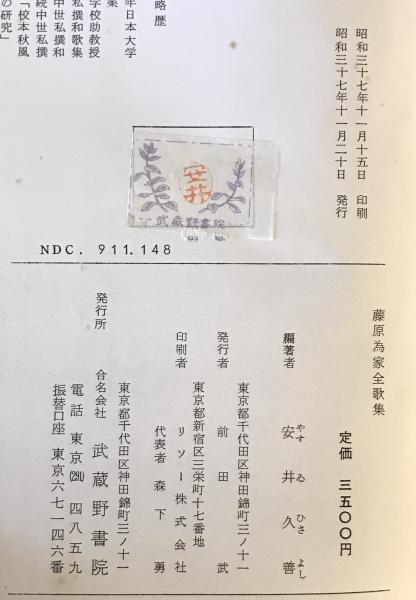 昭和三十七年十一月十五日 印刷
昭和三十七年十一月二十日 発行
略歴
年日本大学
業
学校助教授
私撰和歌集
中世私撰和
続中世私撰
「校本秋風
の研究」
安井
武蔵野書院
NDC. 911.148
藤原為家全歌集
定価 三五〇〇円
編著者 安井久善
やす ゐ ひさ よし
東京都千代田区神田錦町三ノ十一
発行者 前田武
東京都新宿区三栄町十七番地
印刷者 リソー株式会社
代表者 森下勇
東京都千代田区神田錦町三ノ十一
発行所 合名会社 武蔵野書院
電話 東京(291)四八五九
振替口座 東京六七一四六番